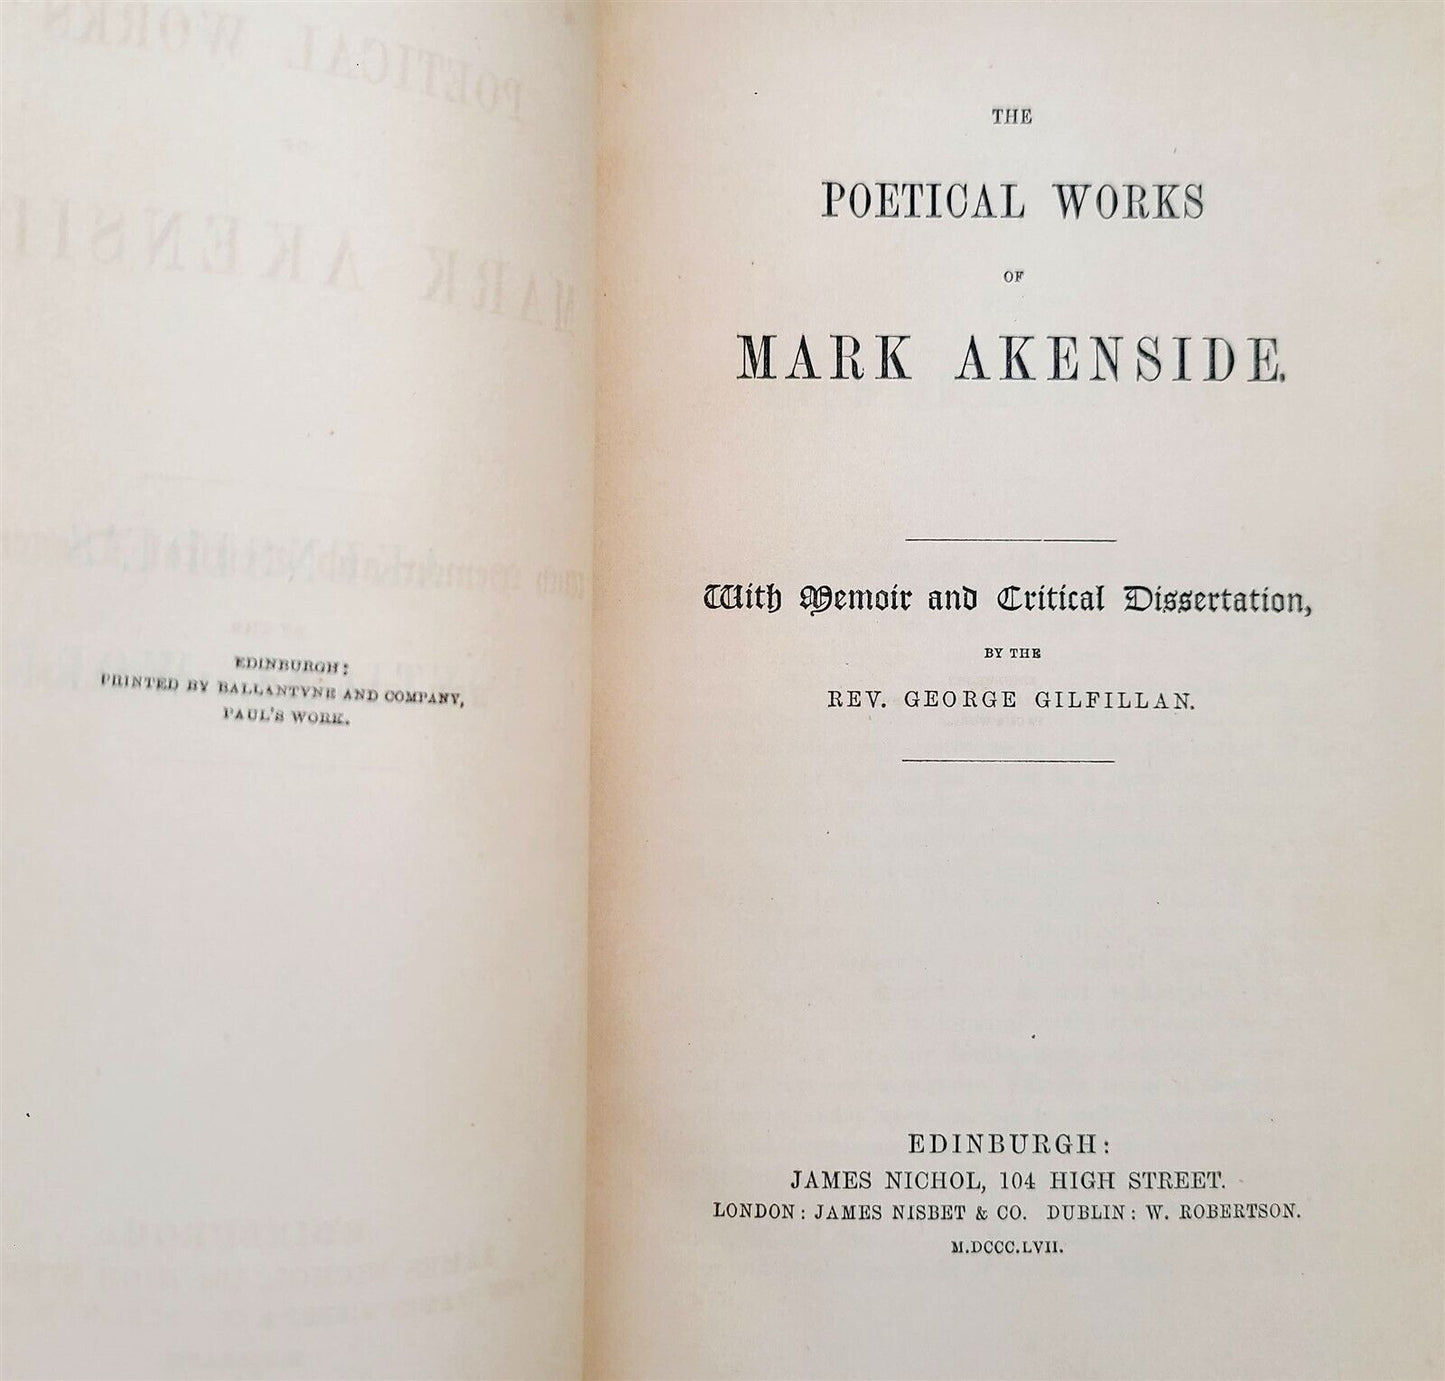 EDINBURGH:
PRINTED BY BALLANTYNE AND COMPANY,
PAUL'S WORK.
THE
POETICAL WORKS
OF
MARK AKENSIDE.
With Memoir and Critical Dissertation,
BY THE
REV. GEORGE GILFILLAN.
EDINBURGH:
JAMES NICHOL, 104 HIGH STREET.
LONDON: JAMES NISBET & CO. DUBLIN: W. ROBERTSON.
M.DCCC.LVII.